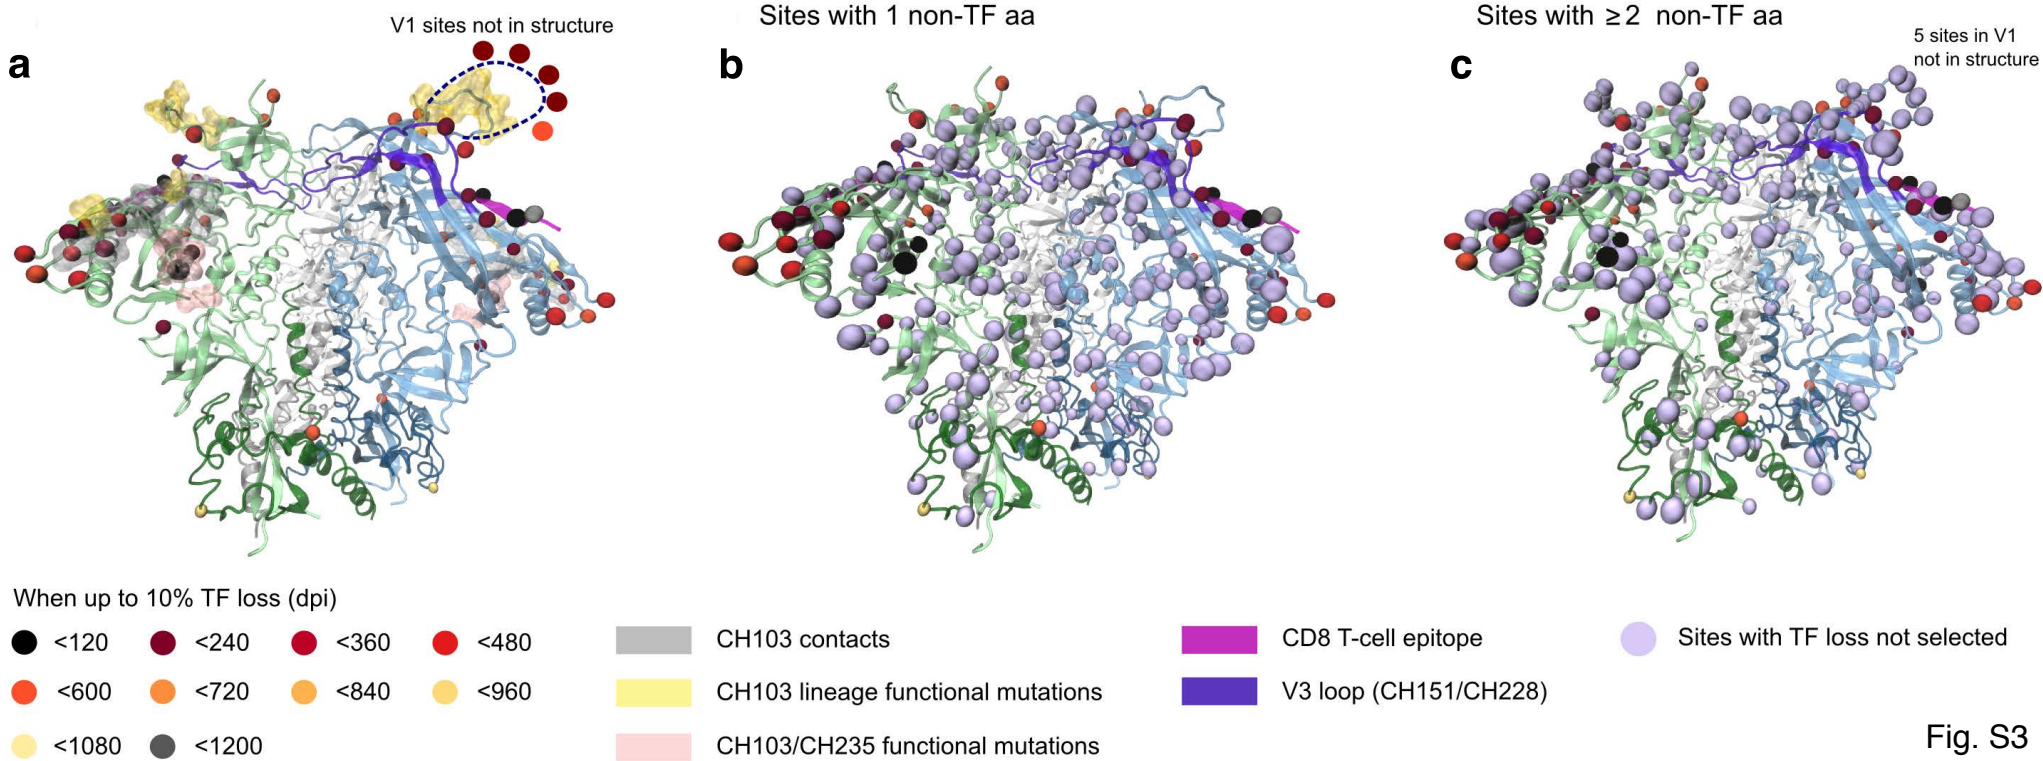 V1 sites not in structure
Sites with 1 non-TF aa
Sites with ≥2 non-TF aa
a
b
c
5 sites in V1
not in structure
When up to 10% TF loss (dpi)
<120 <240 <360 <480
<600 <720 <840 <960
<1080 <1200
CH103 contacts
CH103 lineage functional mutations
CH103/CH235 functional mutations
CD8 T-cell epitope
V3 loop (CH151/CH228)
Sites with TF loss not selected
Fig. S3